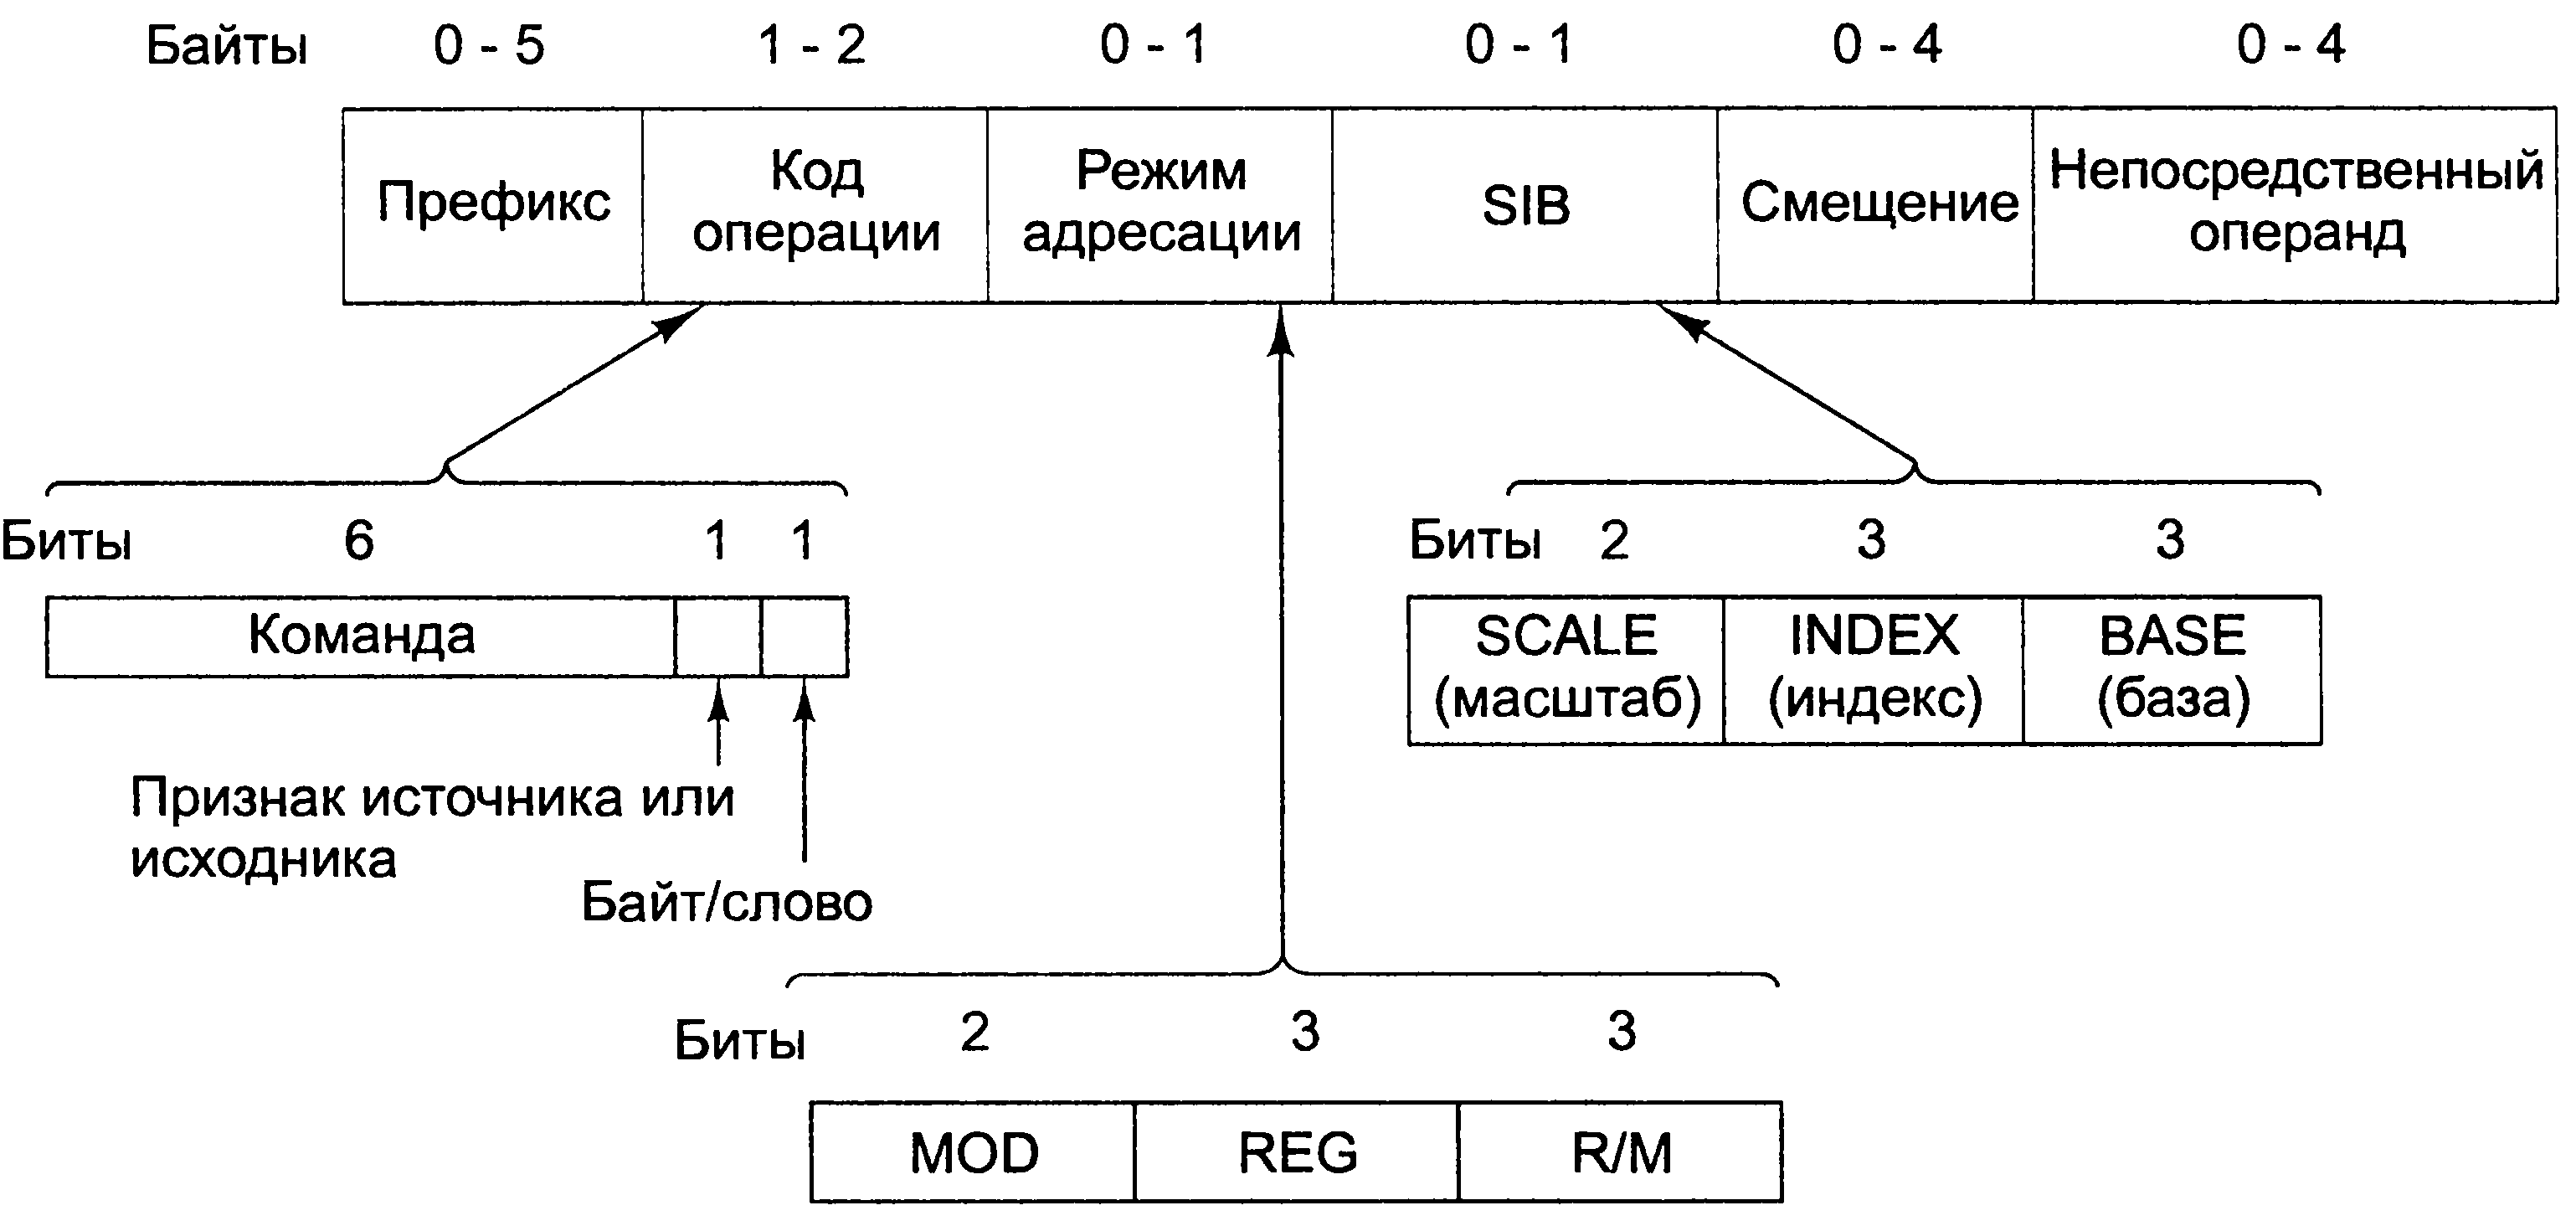 Байты 0 - 5 1 - 2 0 - 1 0 - 1 0 - 4 0 - 4
Префикс
Код
операции
Режим
адресации
SIB
Смещение
Непосредственный
операнд
Биты 6 1 1
Команда
Признак источника или
исходника
Байт/слово
Биты 2 3 3
SCALE
(масштаб)
INDEX
(индекс)
BASE
(база)
Биты 2 3 3
MOD REG R/M